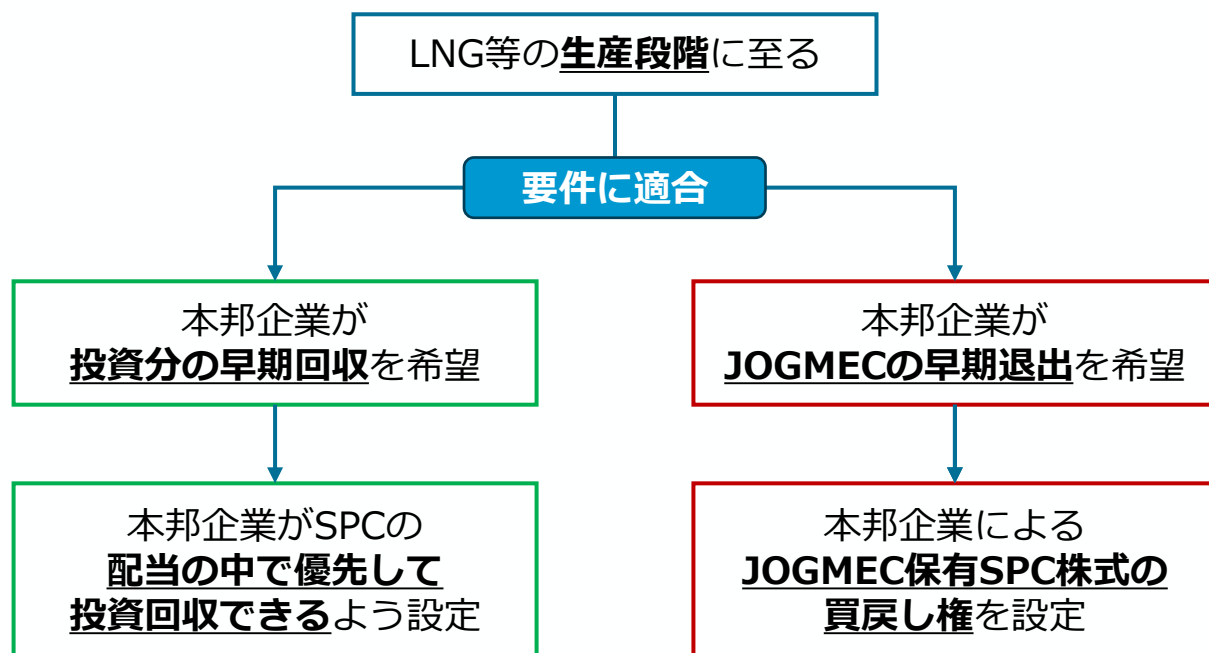 LNG等の生産段階に至る
要件に適合
本邦企業が
投資分の早期回収を希望
本邦企業が
JOGMECの早期退出を希望
本邦企業がSPCの
配当の中で優先して
投資回収できるよう設定
本邦企業による
JOGMEC保有SPC株式の
買戻し権を設定